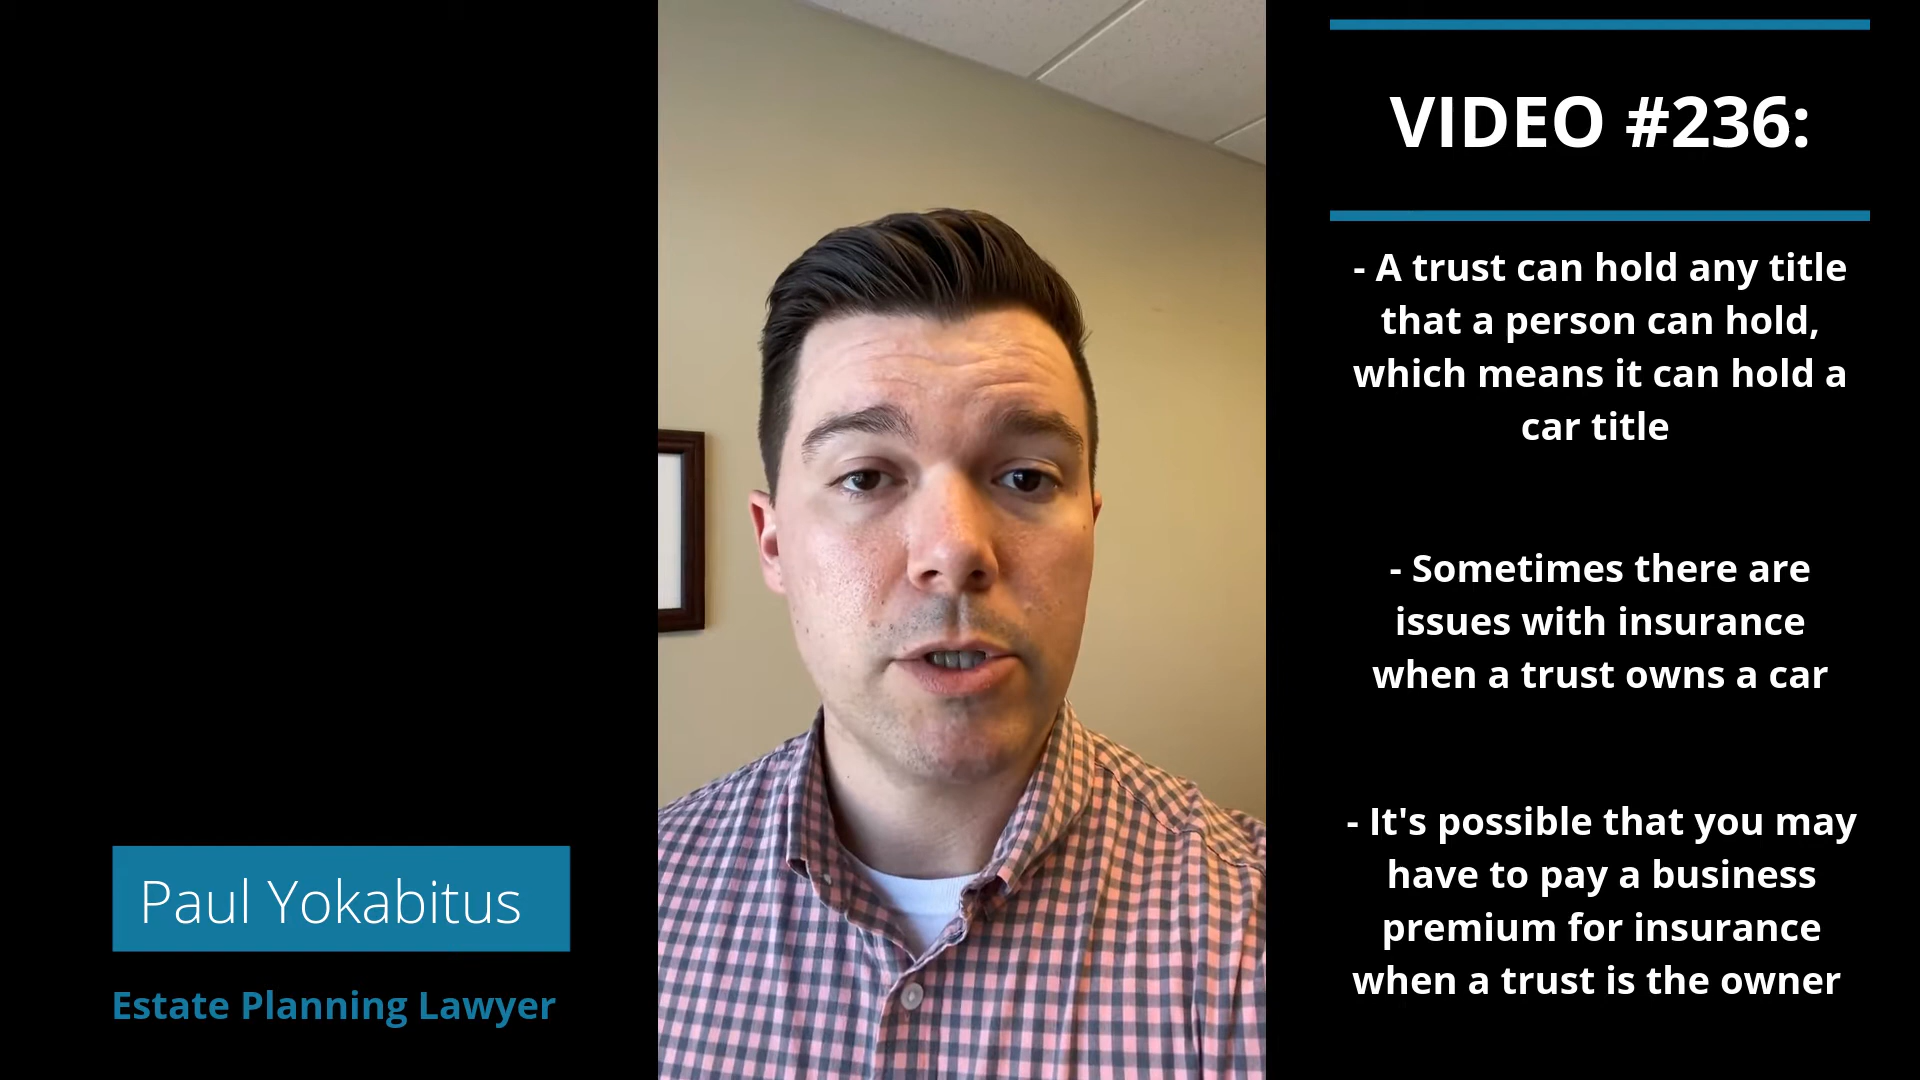 VIDEO #236:
- A trust can hold any title
that a person can hold,
which means it can hold a
car title
- Sometimes there are
issues with insurance
when a trust owns a car
- It's possible that you may
have to pay a business
premium for insurance
when a trust is the owner
Paul Yokabitus
Estate Planning Lawyer